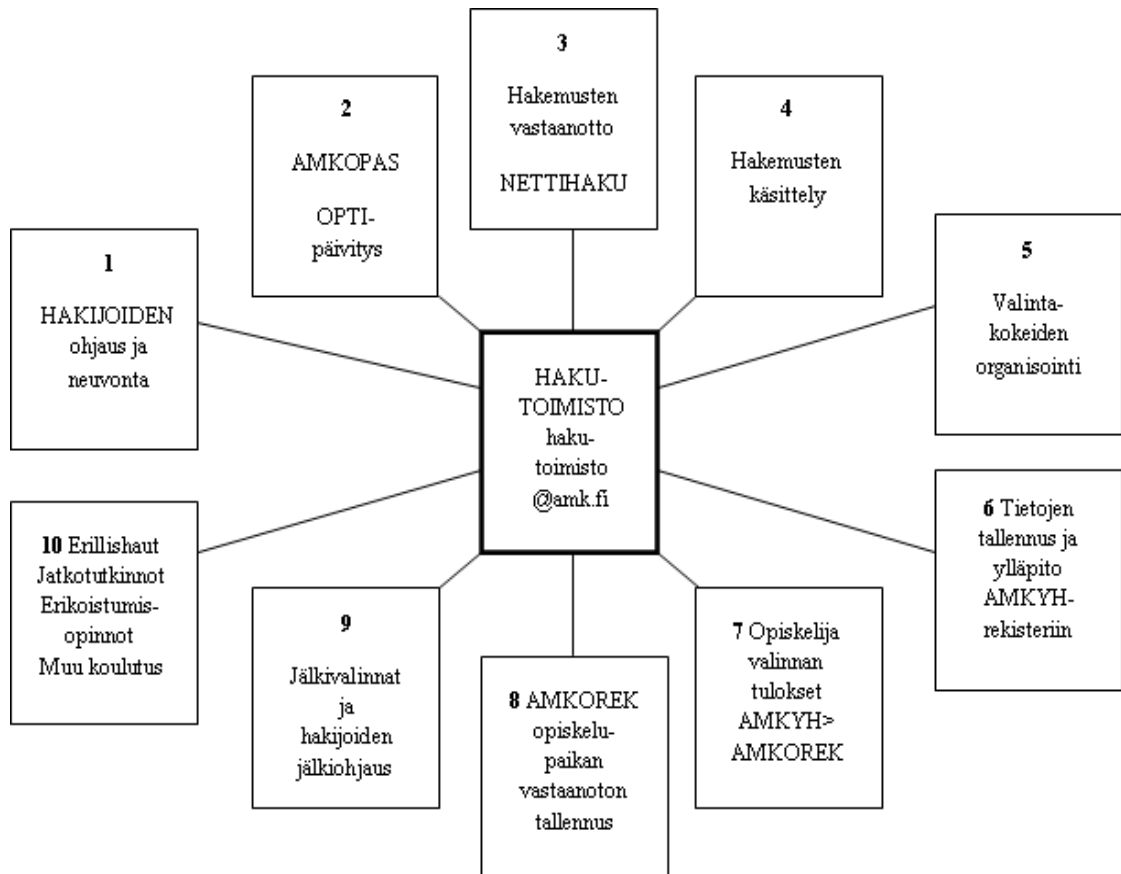 1
HAKIJOIDEN
ohjaus ja
neuvonta
2
AMKOPAS
OPTI-
päivitys
3
Hakemusten
vastaanotto
NETTIHAKU
4
Hakemusten
käsittely
5
Valinta-
kokeiden
organisointi
HAKU-
TOIMISTO
haku-
toimisto
@amk.fi
6 Tietojen
tallennus ja
ylläpito
AMKYH-
rekisteriin
7 Opiskelija
valinnan
tulokset
AMKYH>
AMKOREK
8 AMKOREK
opiskelu-
paikan
vastaanoton
tallennus
9
Jälkivalinnat
ja
hakijoiden
jälkiohjaus
10 Erillishaut
Jatkotutkinnot
Erikoistumis-
opinnot
Muu koulutus